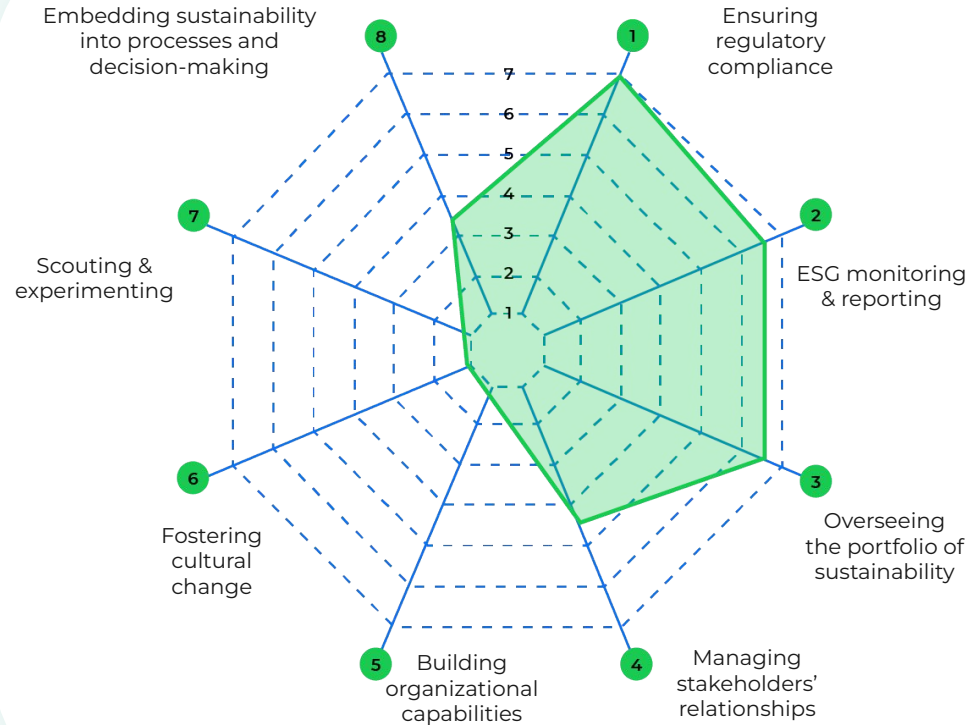 Embedding sustainability
into processes and
decision-making
8
1
Ensuring
regulatory
compliance
7
6
5
4
3
2
1
2
ESG monitoring
& reporting
7
Scouting &
experimenting
3
Overseeing
the portfolio of
sustainability
6
Fostering
cultural
change
5
Building
organizational
capabilities
4
Managing
stakeholders’
relationships